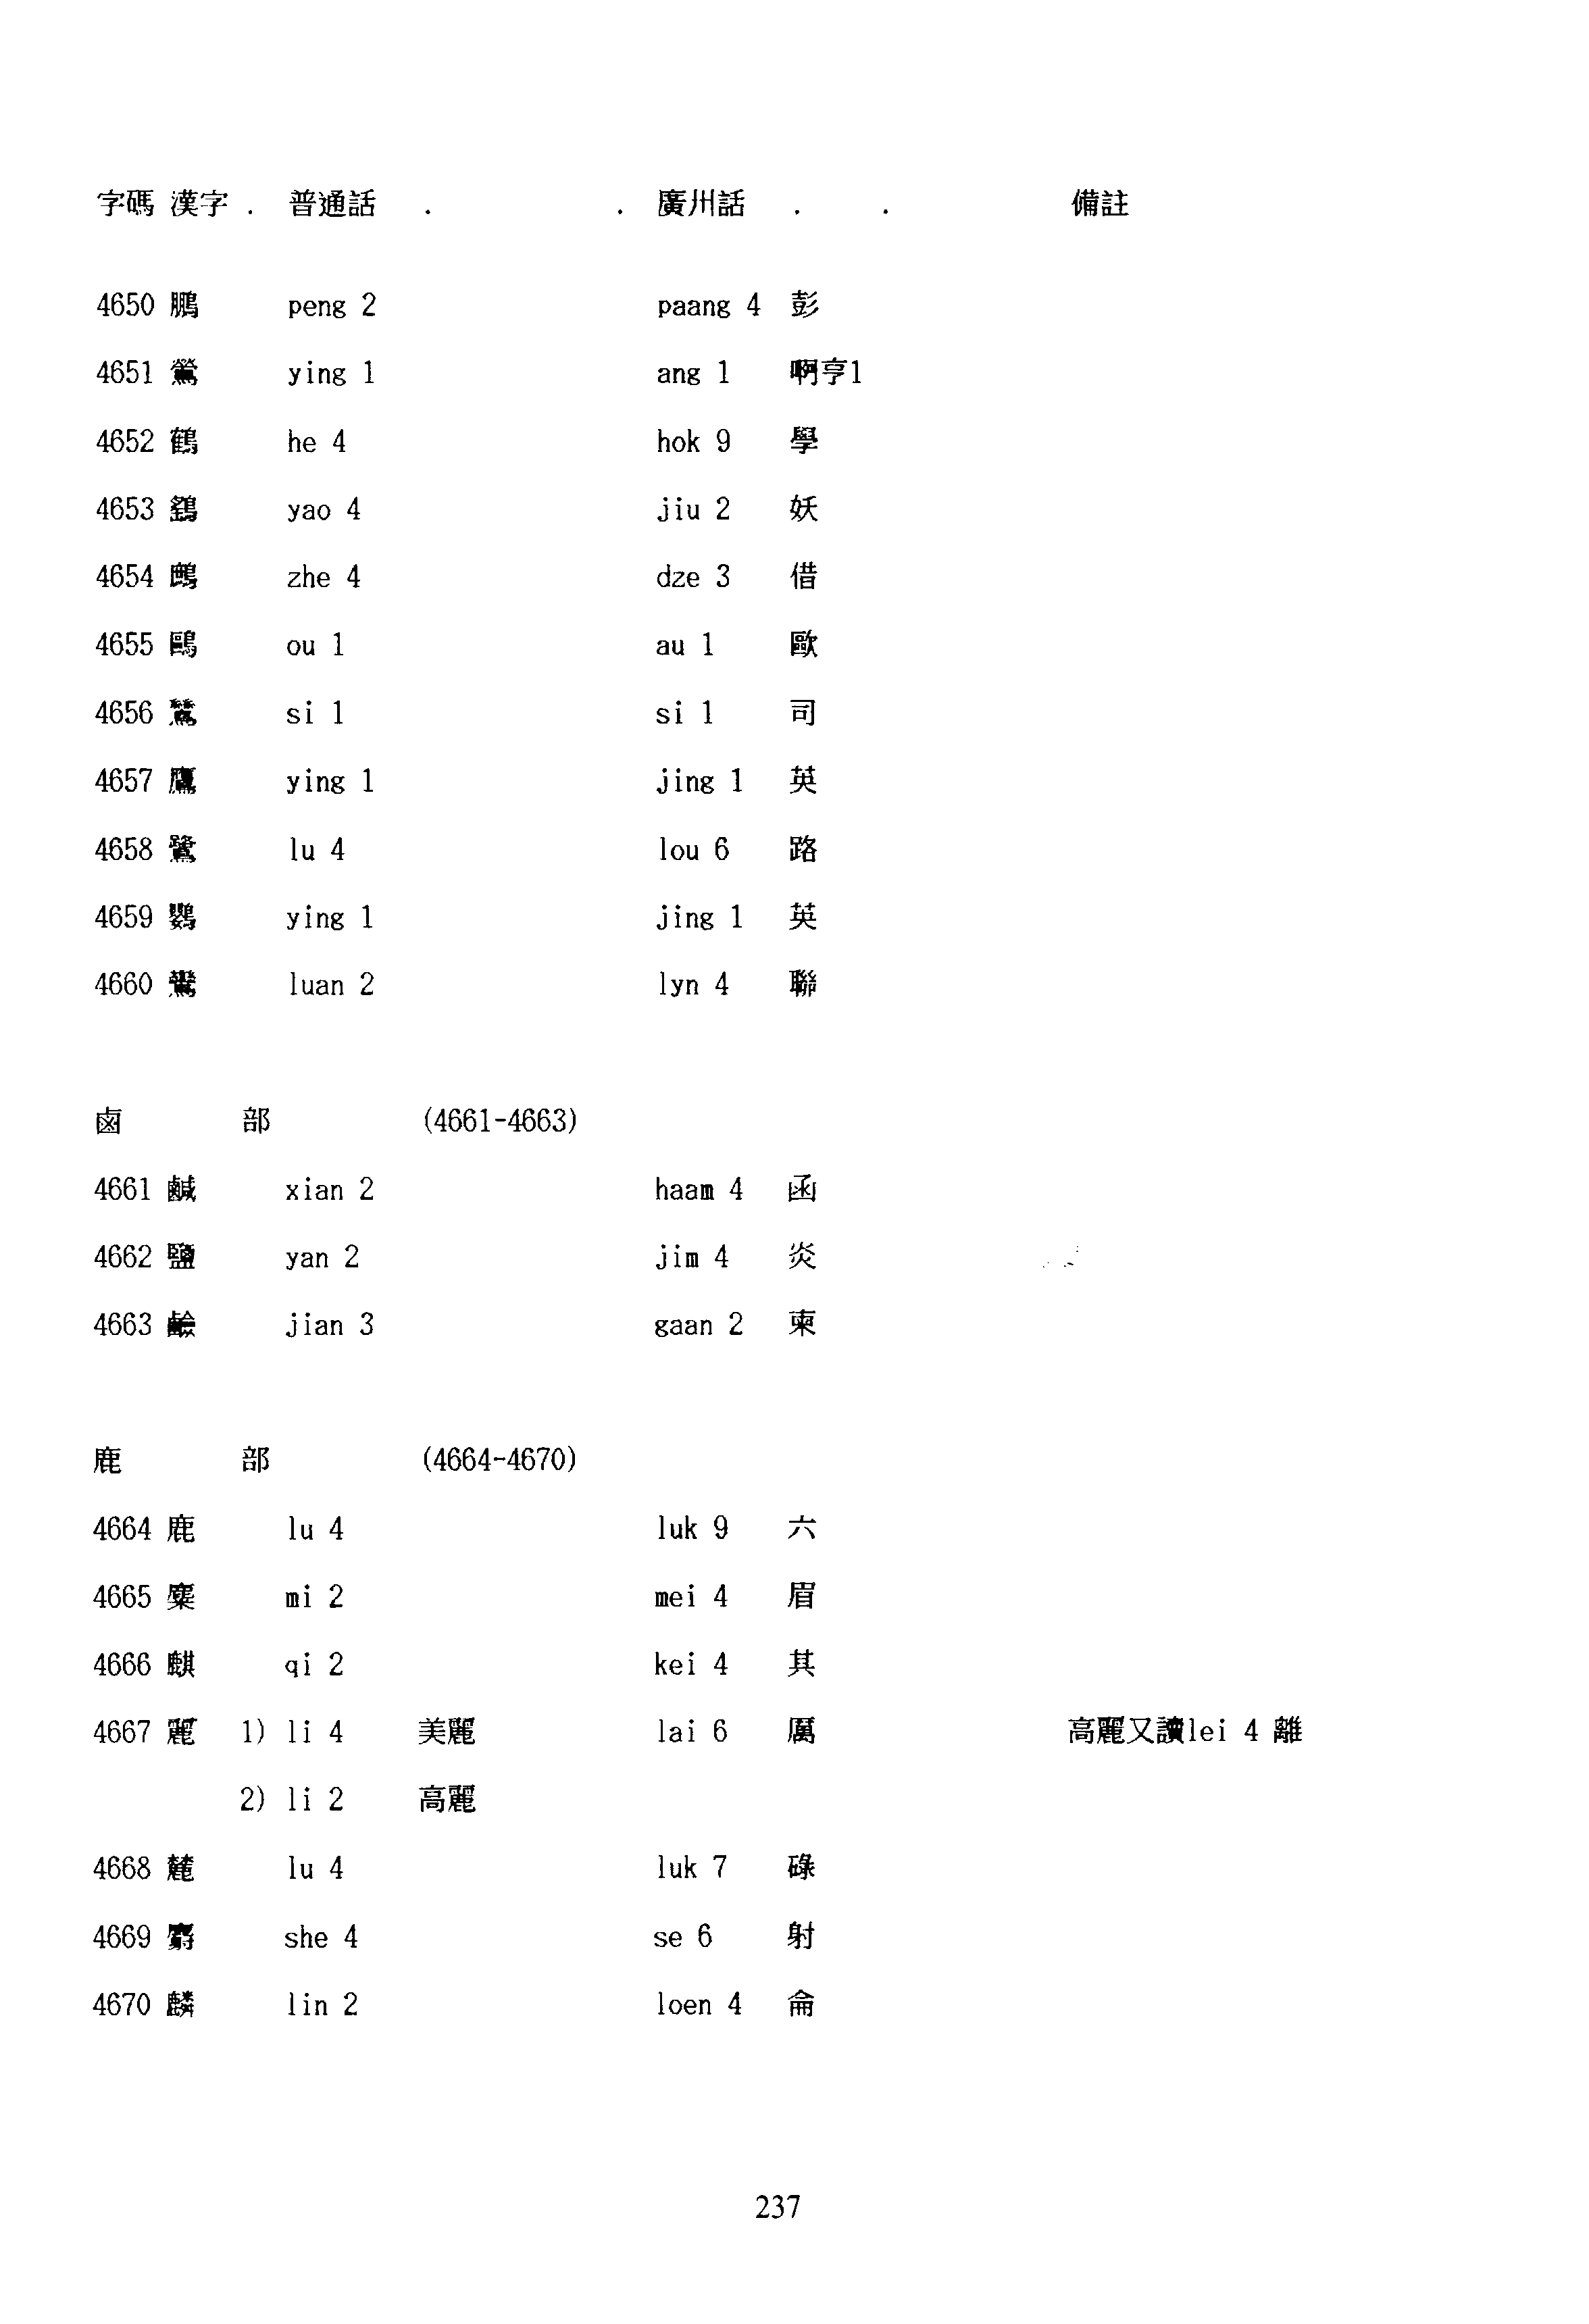 字碼 漢字 . 普通話 . . 廣州話 . . 備註
4650 鵬 peng 2 paang 4 彭
4651 鶯 ying 1 ang 1 啊亨1
4652 鶴 he 4 hok 9 學
4653 鷂 yao 4 jiu 2 妖
4654 鷓 zhe 4 dze 3 借
4655 鷗 ou 1 au 1 歐
4656 鷥 si 1 si 1 司
4657 鷹 ying 1 jing 1 英
4658 鷺 lu 4 lou 6 路
4659 鸚 ying 1 jing 1 英
4660 鸞 luan 2 lyn 4 聯
鹵 部 (4661-4663)
4661 鹹 xian 2 haam 4 函
4662 鹽 yan 2 jim 4 炎
4663 鹼 jian 3 gaan 2 柬
鹿 部 (4664-4670)
4664 鹿 lu 4 luk 9 六
4665 麋 mi 2 mei 4 眉
4666 麒 qi 2 kei 4 其
4667 麗 1) li 4 美麗 lai 6 厲 高麗又讀lei 4 離
2) li 2 高麗
4668 麓 lu 4 luk 7 碌
4669 麝 she 4 se 6 射
4670 麟 lin 2 loen 4 侖
237